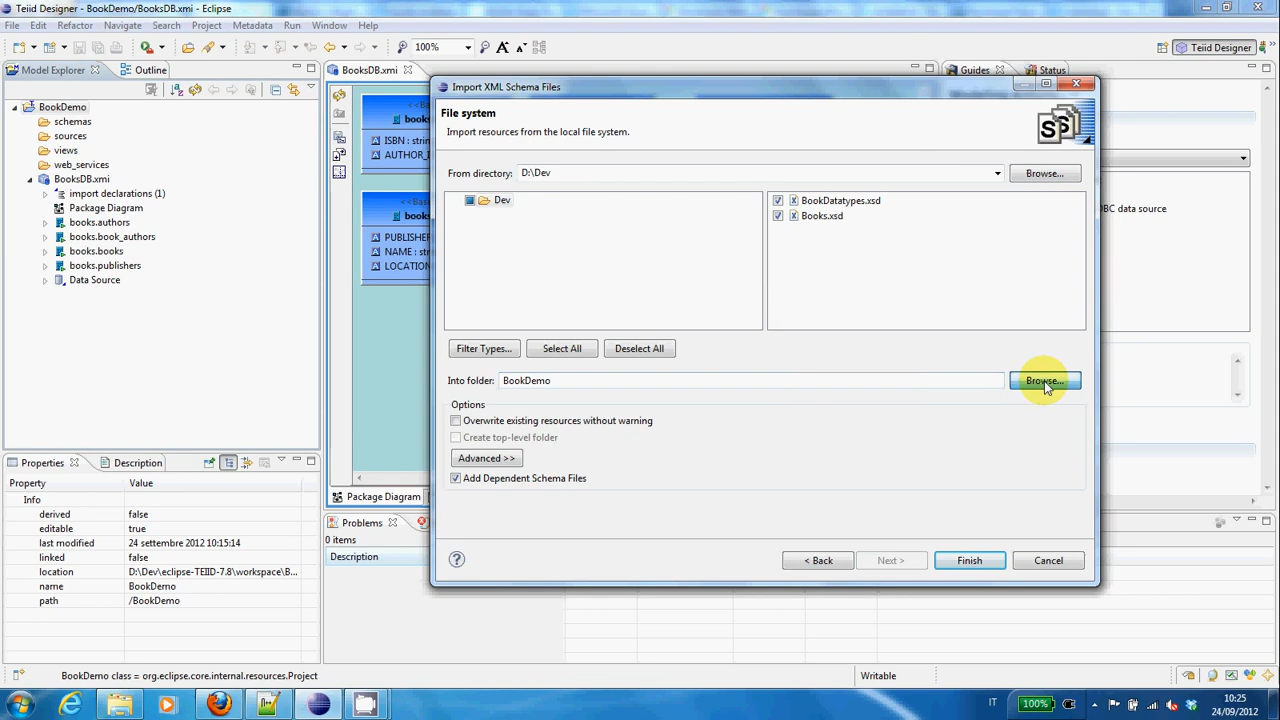 Teiid Designer - BookDemo/BooksDB.xmi - Eclipse
File Edit Refactor Navigate Search Project Metadata Run Window Help
100%
Teiid Designer
Model Explorer
Outline
BooksDB.xmi
Guides
Status
BookDemo
schemas
sources
views
web_services
BooksDB.xmi
import declarations (1)
Package Diagram
books.authors
books.book_authors
books.books
books.publishers
Data Source
<<Ba
books
ISBN : strin
AUTHOR_I
<<Bas
book
PUBLISHER
NAME : str
LOCATION
Package Diagram
Import XML Schema Files
File system
Import resources from the local file system.
From directory:
D:\Dev
Browse...
Dev
BookDatatypes.xsd
Books.xsd
Filter Types...
Select All
Deselect All
Into folder:
BookDemo
Browse...
Options
Overwrite existing resources without warning
Create top-level folder
Advanced >>
Add Dependent Schema Files
?
< Back
Next >
Finish
Cancel
BC data source
Properties
Description
Property Value
Info
derived false
editable true
last modified 24 settembre 2012 10:15:14
linked false
location D:\Dev\eclipse-TEIID-7.8\workspace\B...
name BookDemo
path /BookDemo
Problems
0 items
Description
BookDemo class = org.eclipse.core.internal.resources.Project
Writable
IT
100%
10:25
24/09/2012